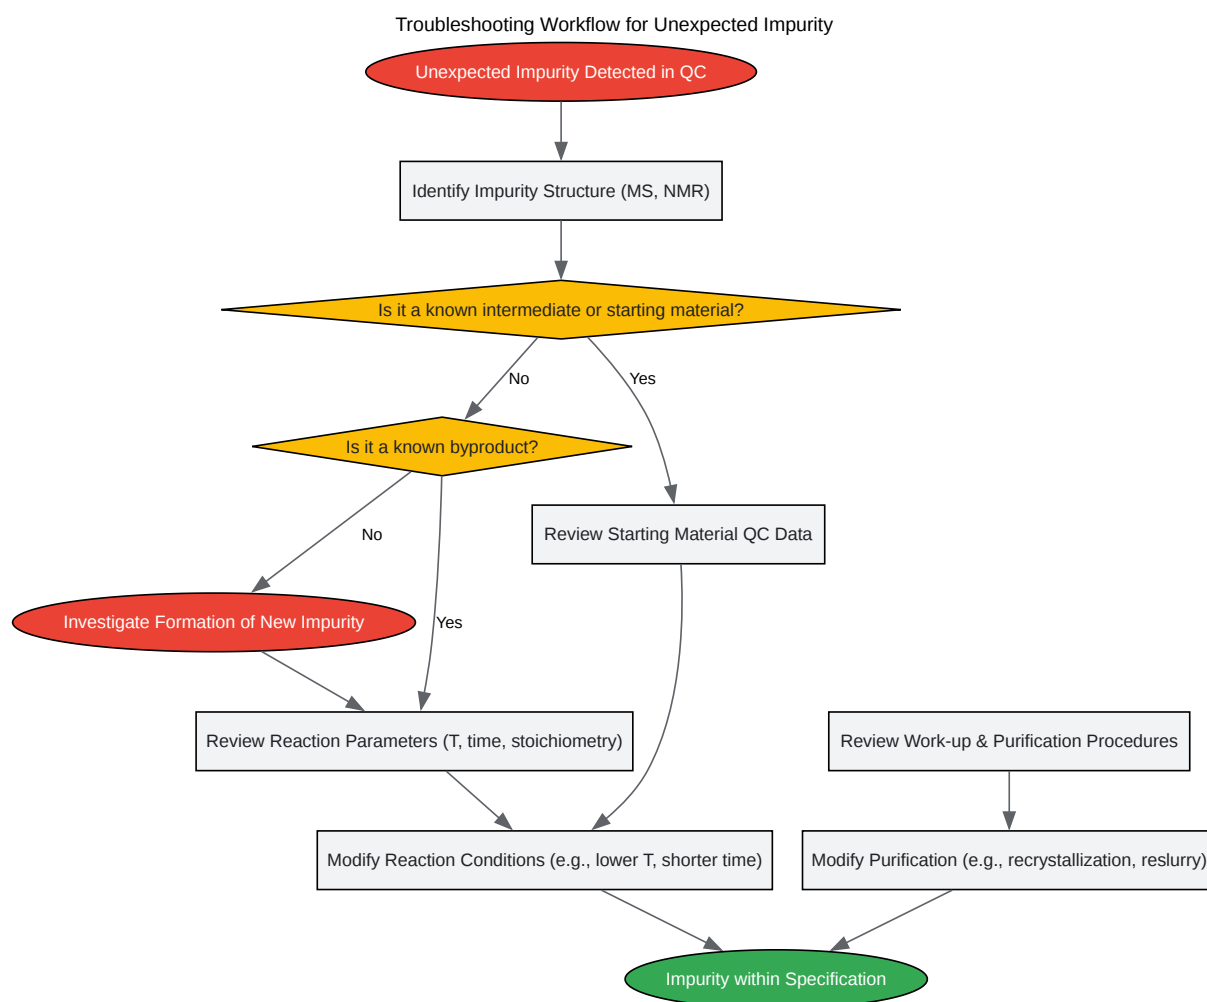 Troubleshooting Workflow for Unexpected Impurity
Unexpected Impurity Detected in QC
Identify Impurity Structure (MS, NMR)
Is it a known intermediate or starting material?
No
Yes
Is it a known byproduct?
Review Starting Material QC Data
No
Investigate Formation of New Impurity
Yes
Review Reaction Parameters (T, time, stoichiometry)
Review Work-up & Purification Procedures
Modify Reaction Conditions (e.g., lower T, shorter time)
Modify Purification (e.g., recrystallization, reslurry)
Impurity within Specification